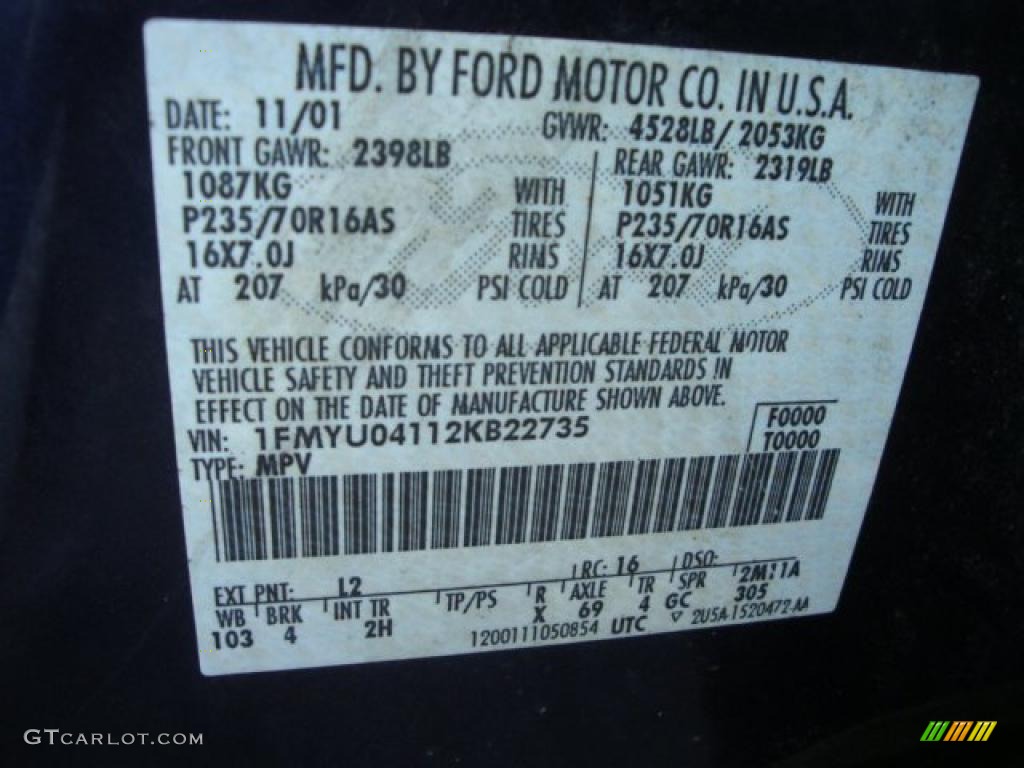 MFD. BY FORD MOTOR CO. IN U.S.A.
DATE: 11/01 GVWR: 4528LB/ 2053KG
FRONT GAWR: 2398LB REAR GAWR: 2319LB
1087KG WITH 1051KG WITH
P235/70R16AS TIRES P235/70R16AS TIRES
16X7.0J RIMS 16X7.0J RIMS
AT 207 kPa/30 PSI COLD AT 207 kPa/30 PSI COLD
THIS VEHICLE CONFORMS TO ALL APPLICABLE FEDERAL MOTOR
VEHICLE SAFETY AND THEFT PREVENTION STANDARDS IN
EFFECT ON THE DATE OF MANUFACTURE SHOWN ABOVE.
F0000
VIN: 1FMYU04112KB22735 T0000
TYPE: MPV
EXT PNT: L2 RC: 16 DSO:
WB BRK INT TR TP/PS R AXLE TR SPR 2M11A
103 4 2H X 69 4 GC 305
1200111050854 UTC ▽ 2U5A-1520472-AA
GTCARLOT.COM